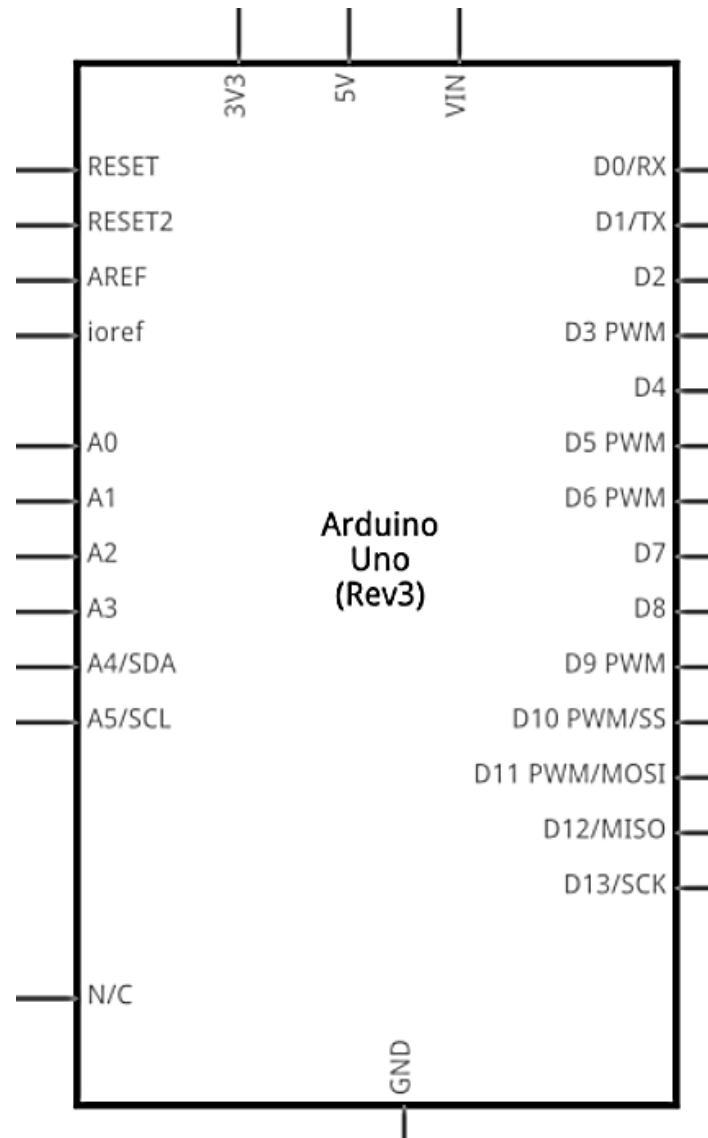 3V3
5V
VIN
RESET
RESET2
AREF
ioref
A0
A1
A2
A3
A4/SDA
A5/SCL
N/C
Arduino
Uno
(Rev3)
D0/RX
D1/TX
D2
D3 PWM
D4
D5 PWM
D6 PWM
D7
D8
D9 PWM
D10 PWM/SS
D11 PWM/MOSI
D12/MISO
D13/SCK
GND